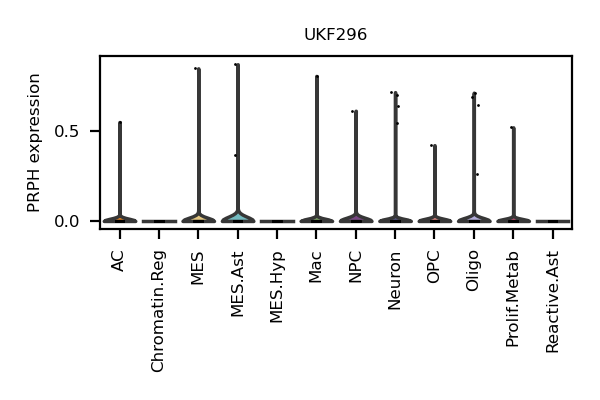 UKF296
PRPH expression
0.5
0.0
AC
Chromatin.Reg
MES
MES.Ast
MES.Hyp
Mac
NPC
Neuron
OPC
Oligo
Prolif.Metab
Reactive.Ast